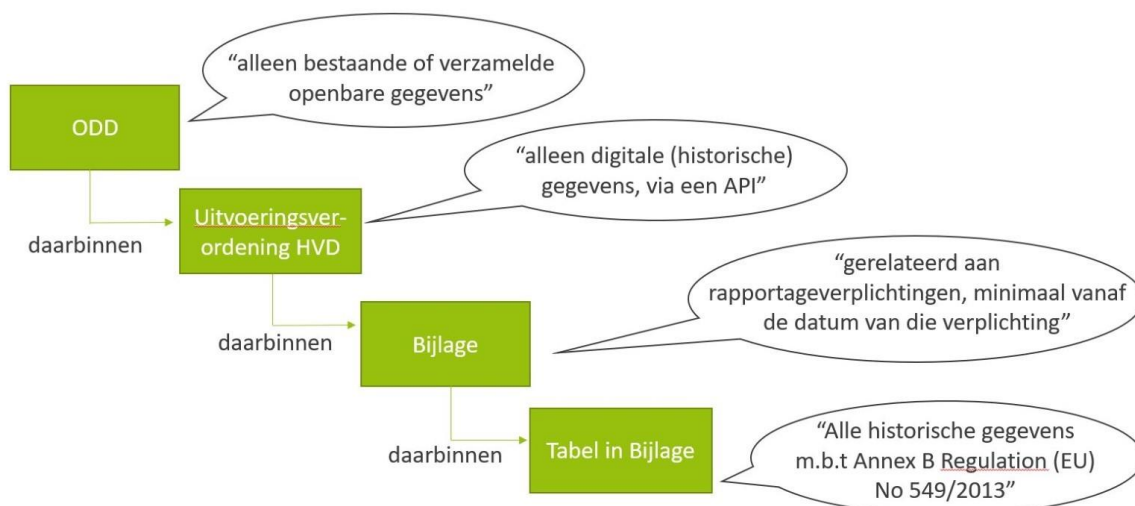 “alleen bestaande of verzamelde
openbare gegevens”
ODD
“alleen digitale (historische)
gegevens, via een API”
daarbinnen
Uitvoeringsver-
ordening HVD
“gerelateerd aan
rapportageverplichtingen, minimaal vanaf
de datum van die verplichting”
daarbinnen
Bijlage
“Alle historische gegevens
m.b.t Annex B Regulation (EU)
No 549/2013”
daarbinnen
Tabel in Bijlage